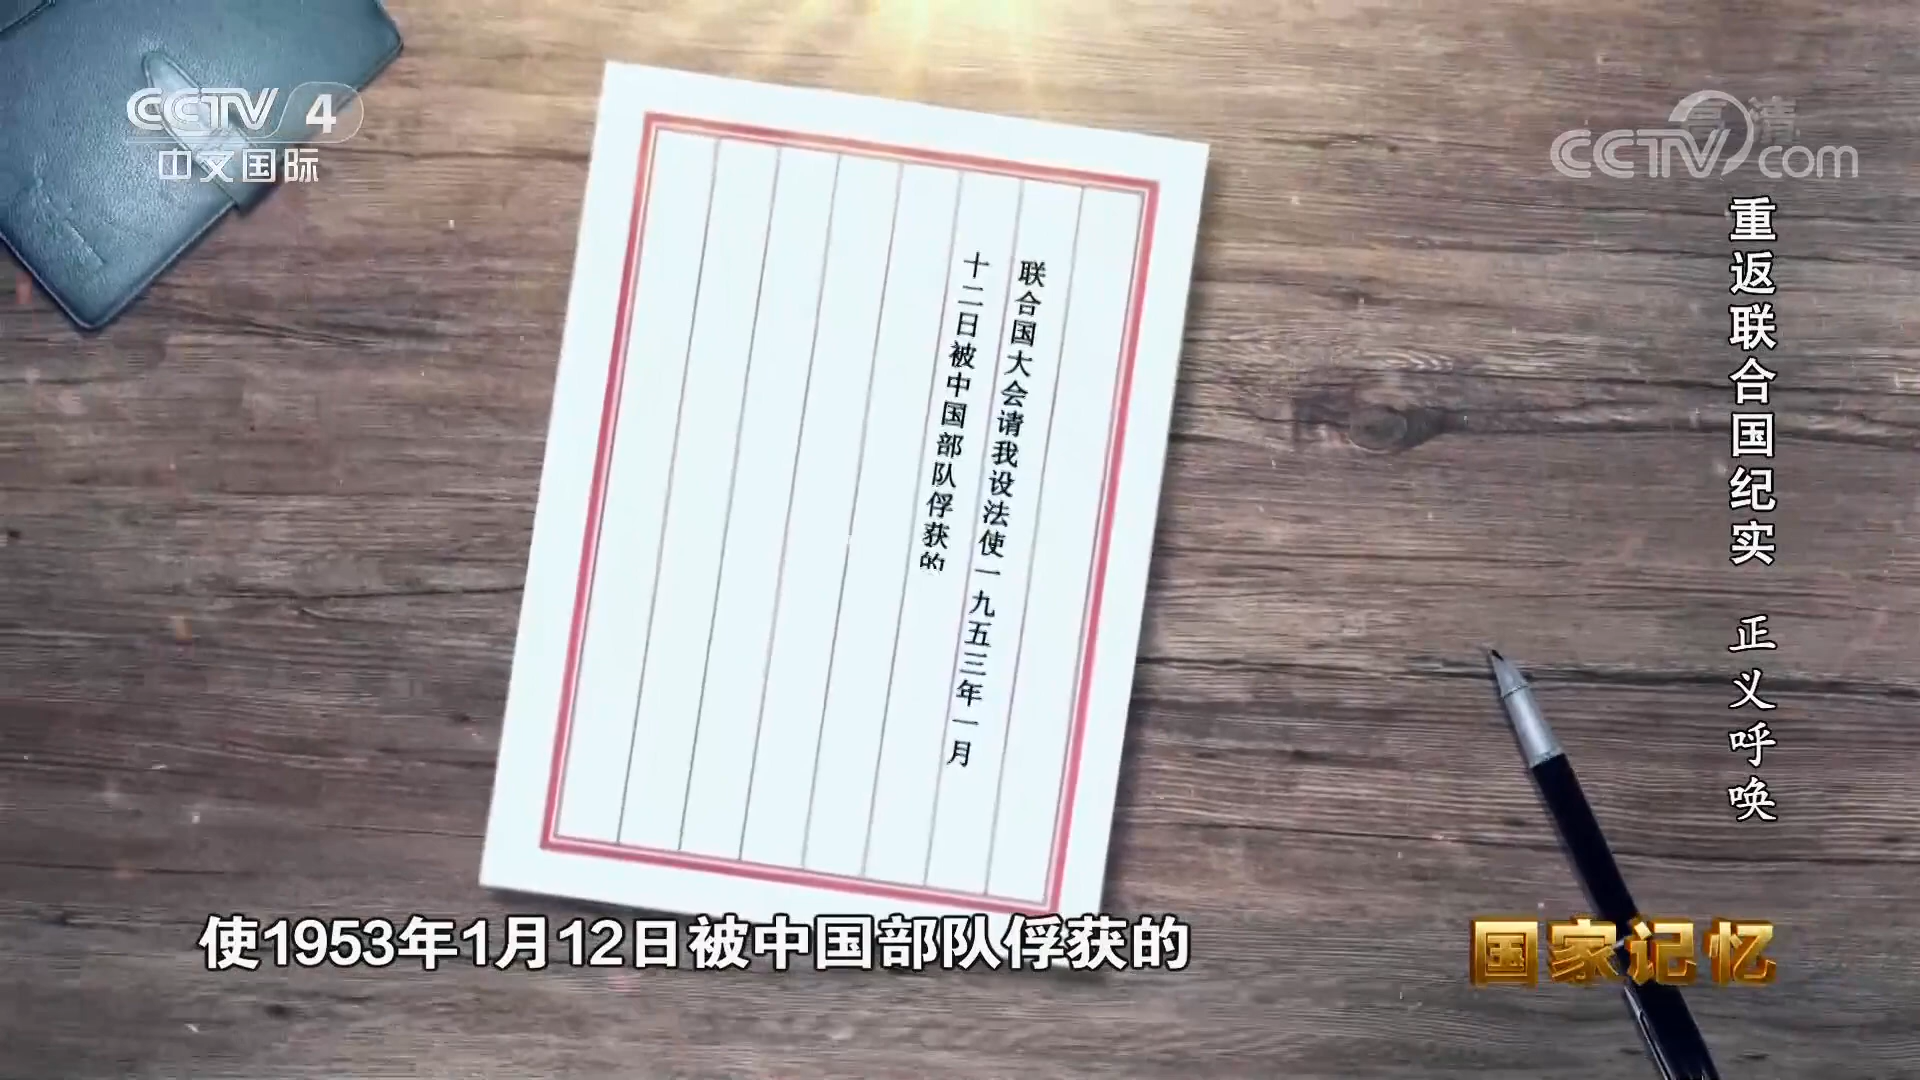 CCTV 4
中文国际
高清
CCTV.com
重返联合国纪实 正义呼唤
联合国大会请我设法使一九五三年一月
十二日被中国部队俘获的
使1953年1月12日被中国部队俘获的
国家记忆